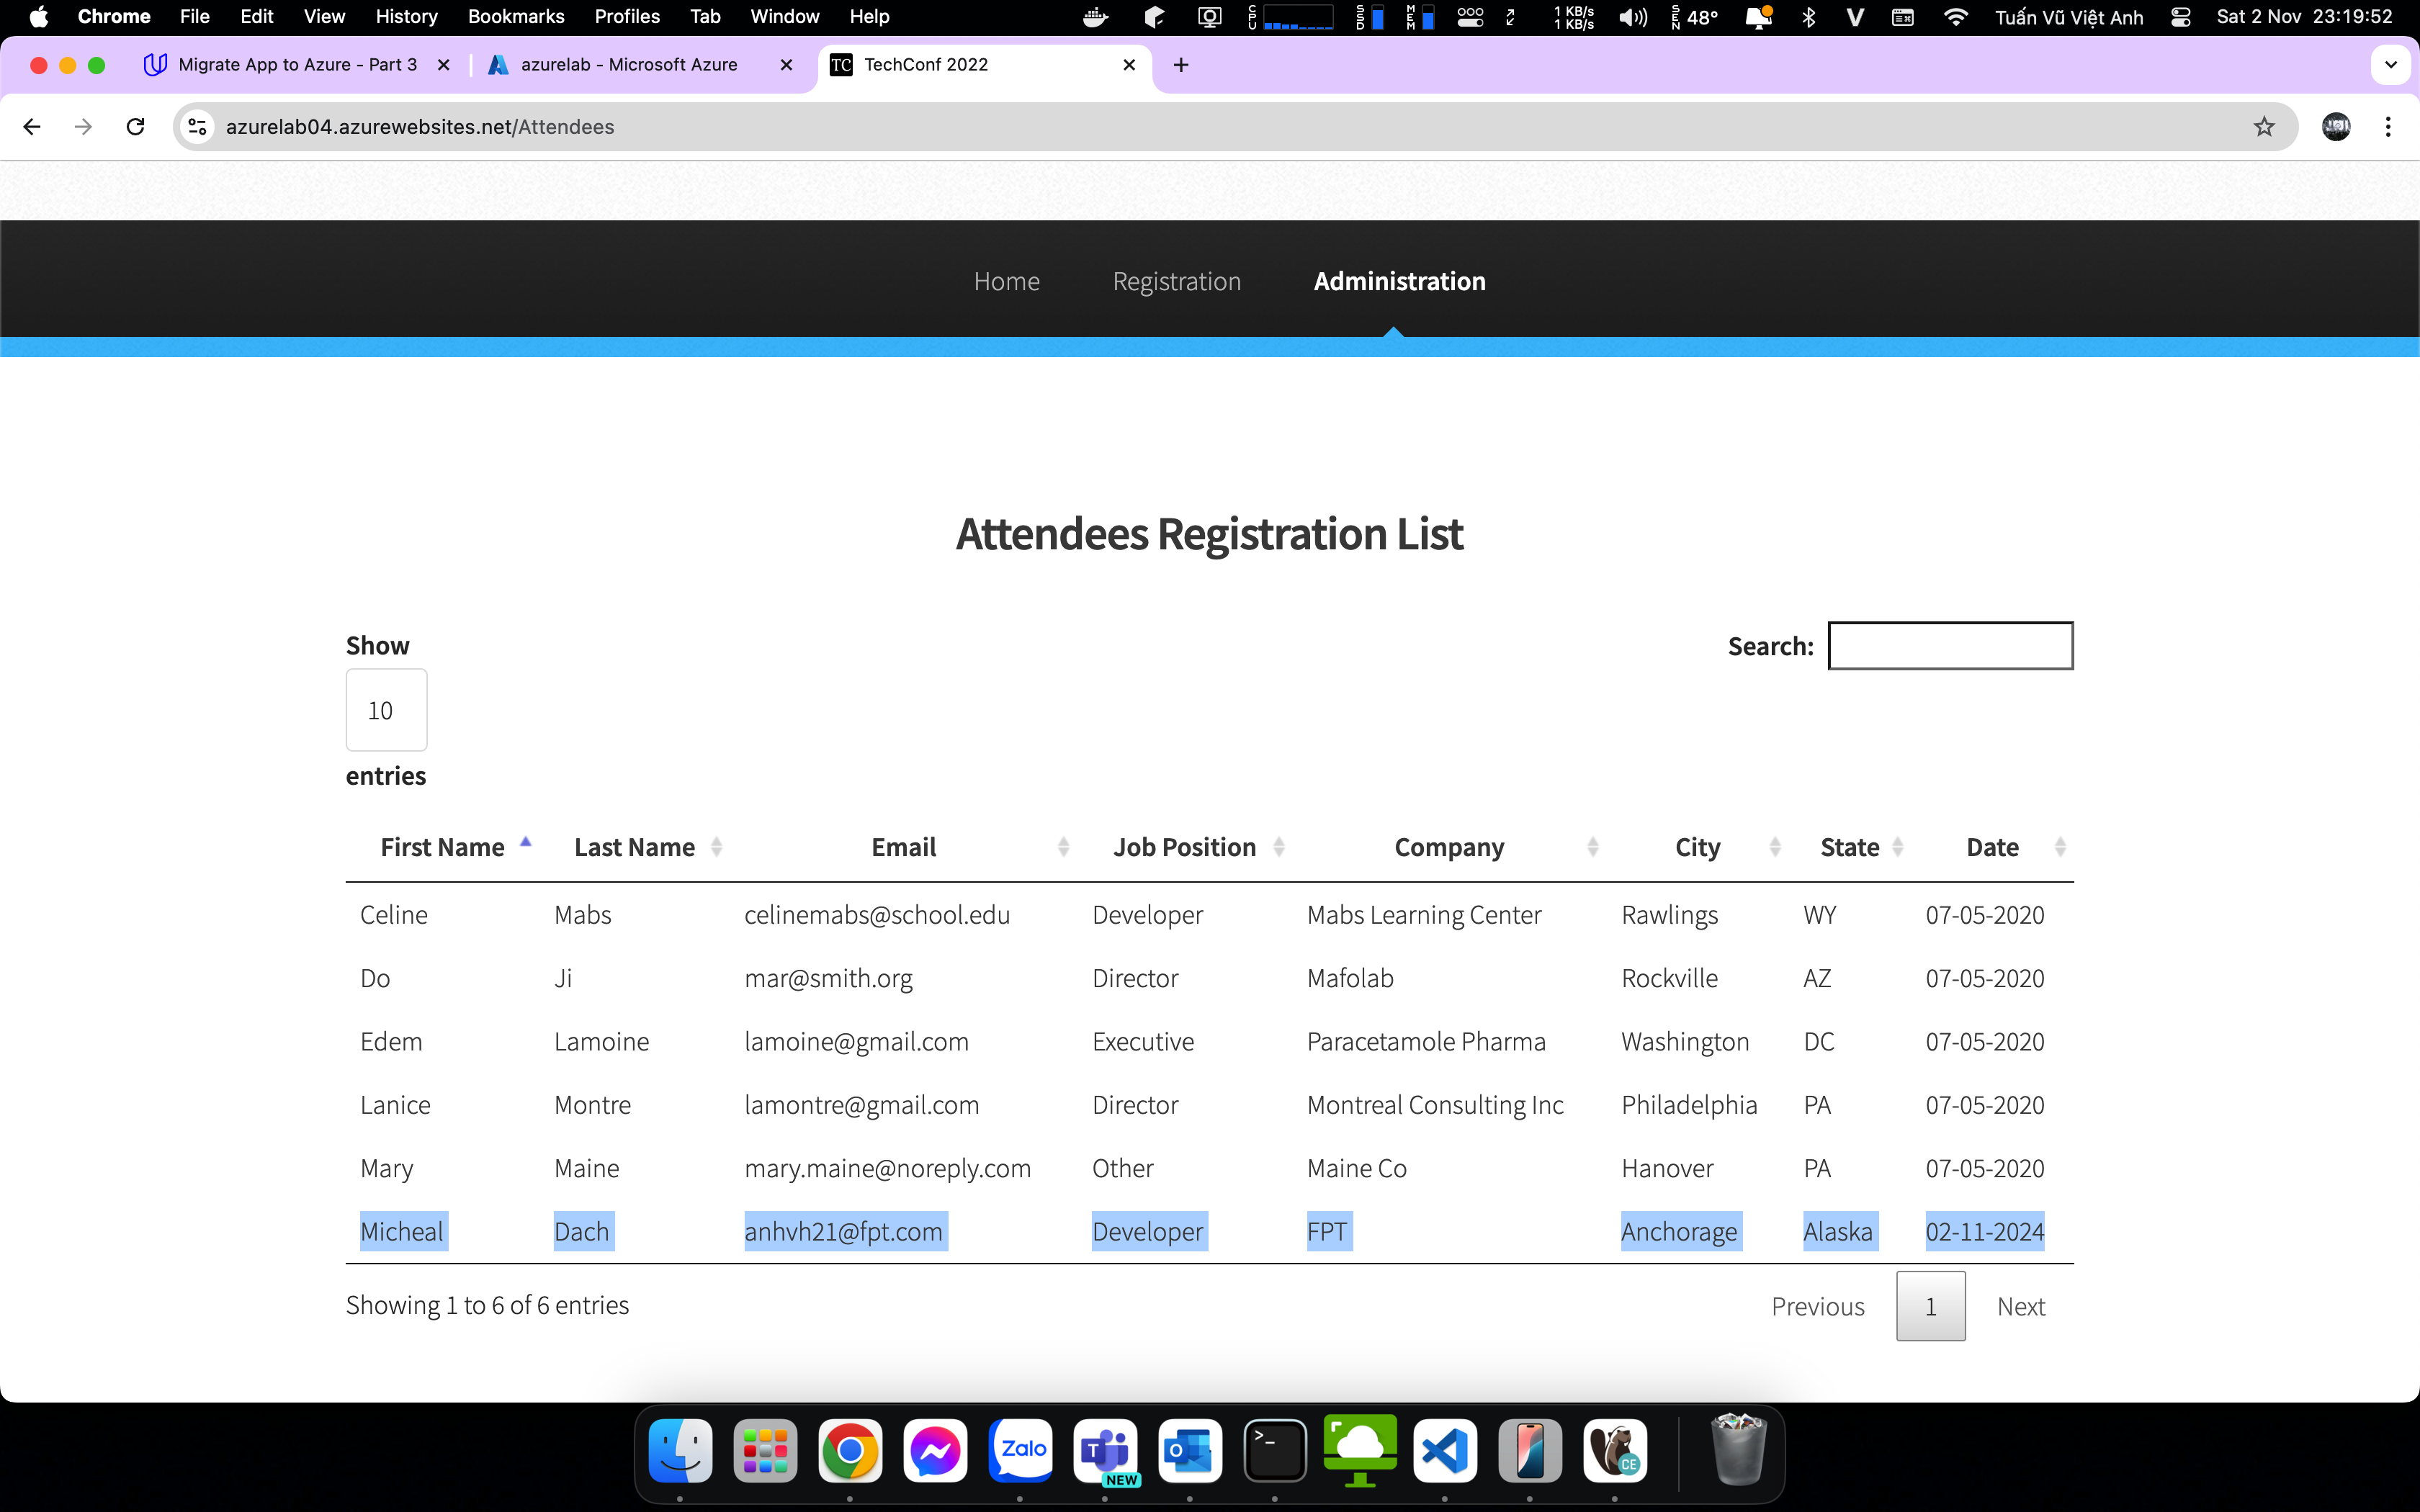 Chrome File Edit View History Bookmarks Profiles Tab Window Help CPU SSD MEM 1 KB/s 1 KB/s SEN 48° V Tuấn Vũ Việt Anh Sat 2 Nov 23:19:52
Migrate App to Azure - Part 3 azurelab - Microsoft Azure TC TechConf 2022
azurelab04.azurewebsites.net/Attendees
Home Registration Administration
Attendees Registration List
Show
Search:
10
entries
First Name Last Name Email Job Position Company City State Date
Celine Mabs celinemabs@school.edu Developer Mabs Learning Center Rawlings WY 07-05-2020
Do Ji mar@smith.org Director Mafolab Rockville AZ 07-05-2020
Edem Lamoine lamoine@gmail.com Executive Paracetamole Pharma Washington DC 07-05-2020
Lanice Montre lamontre@gmail.com Director Montreal Consulting Inc Philadelphia PA 07-05-2020
Mary Maine mary.maine@noreply.com Other Maine Co Hanover PA 07-05-2020
Micheal Dach anhvh21@fpt.com Developer FPT Anchorage Alaska 02-11-2024
Showing 1 to 6 of 6 entries
Previous 1 Next
Zalo T NEW O >_ CE